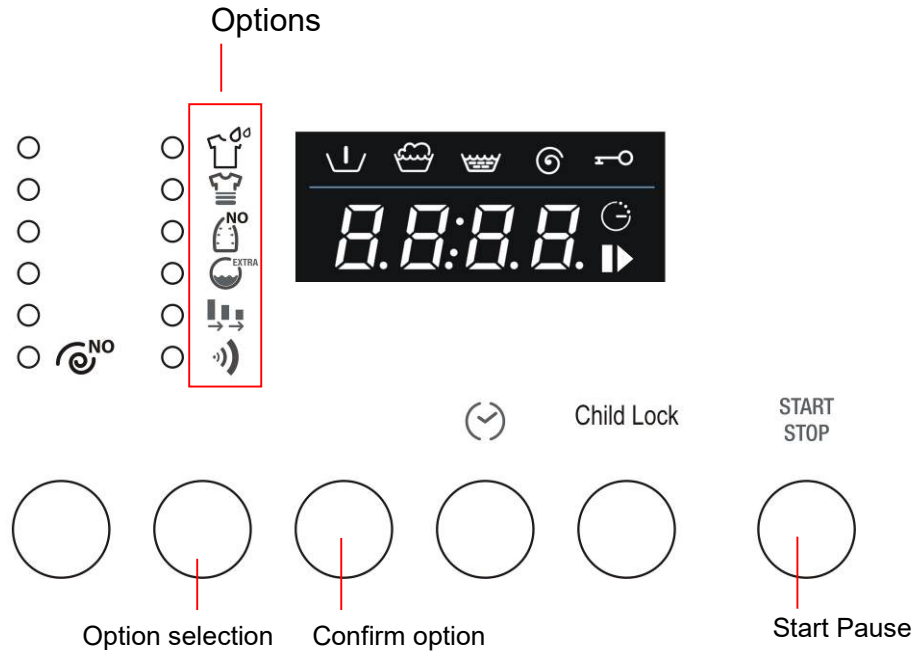 Options
NO
EXTRA
NO
8.8:8.8.
Child Lock
START
STOP
Option selection
Confirm option
Start Pause